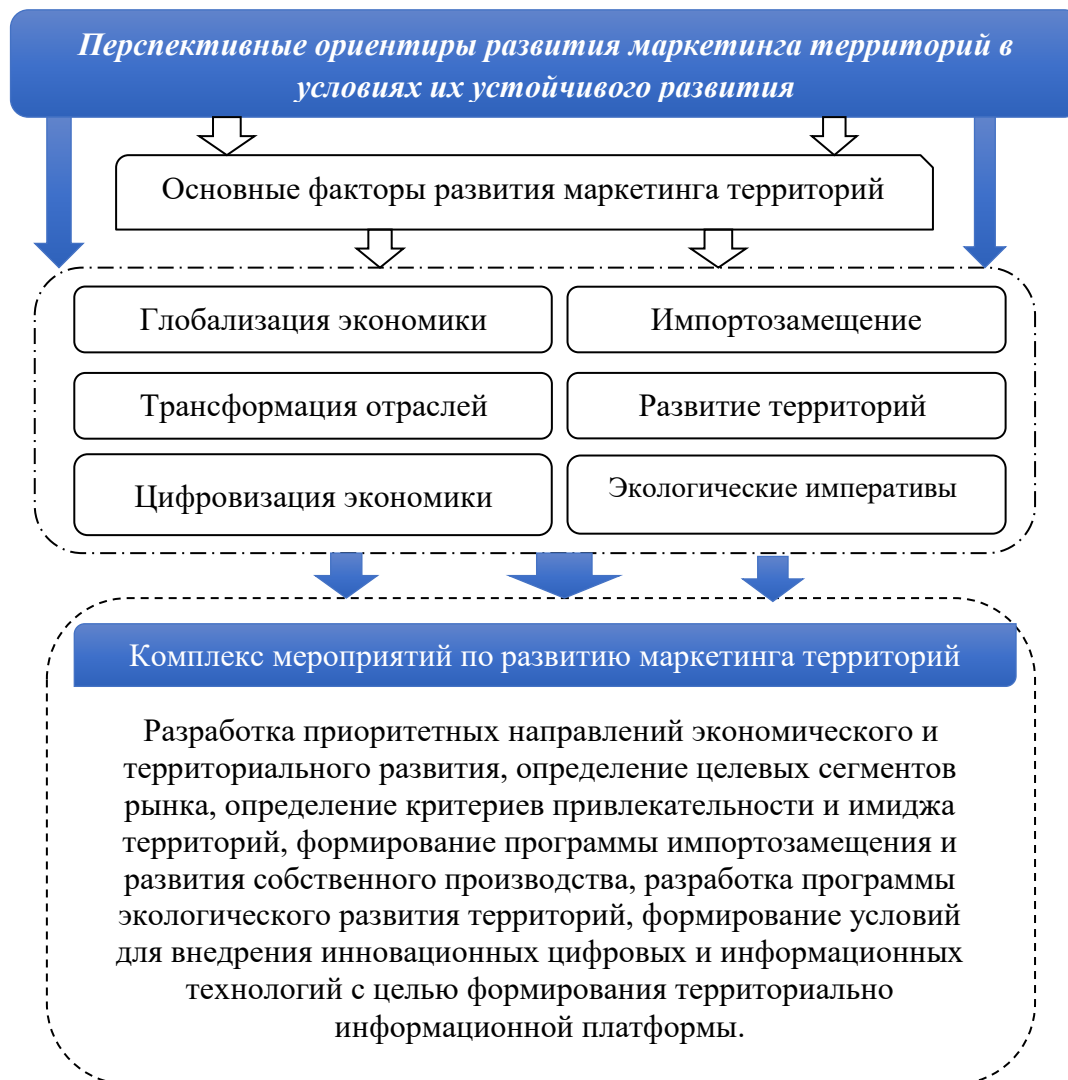 Перспективные ориентиры развития маркетинга территорий в
условиях их устойчивого развития
Основные факторы развития маркетинга территорий
Глобализация экономики
Импортозамещение
Трансформация отраслей
Развитие территорий
Цифровизация экономики
Экологические императивы
Комплекс мероприятий по развитию маркетинга территорий
Разработка приоритетных направлений экономического и
территориального развития, определение целевых сегментов
рынка, определение критериев привлекательности и имиджа
территорий, формирование программы импортозамещения и
развития собственного производства, разработка программы
экологического развития территорий, формирование условий
для внедрения инновационных цифровых и информационных
технологий с целью формирования территориально
информационной платформы.